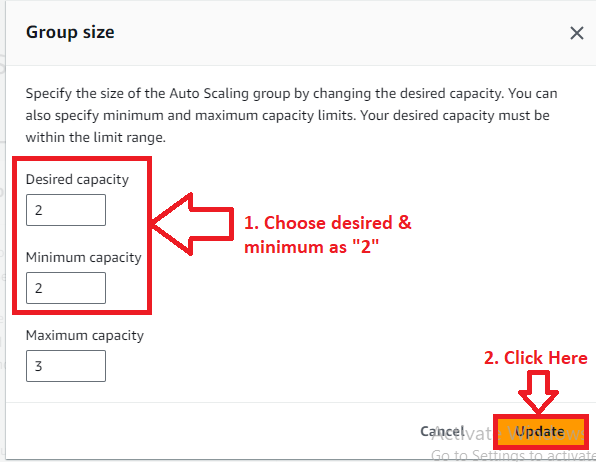 Group size
Specify the size of the Auto Scaling group by changing the desired capacity. You can
also specify minimum and maximum capacity limits. Your desired capacity must be
within the limit range.
Desired capacity
2
1. Choose desired &
minimum as "2"
Minimum capacity
2
Maximum capacity
3
2. Click Here
Cancel
Update
Activate Windows
Go to Settings to activate